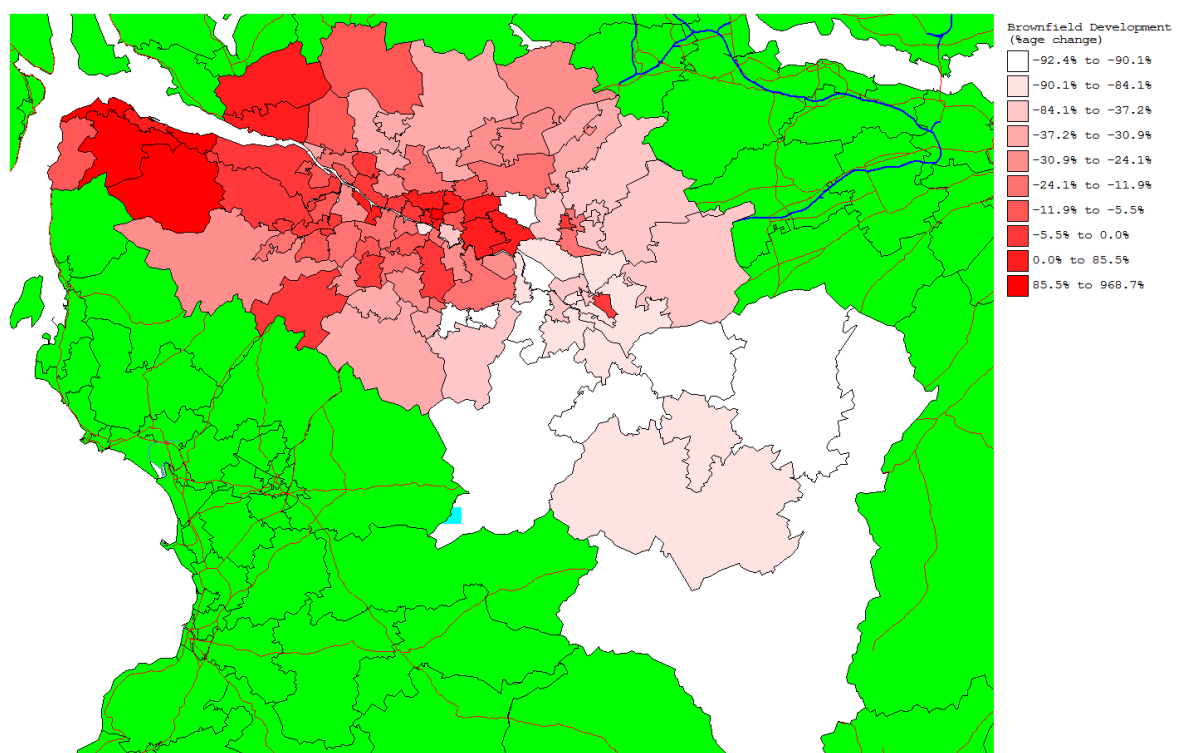 Brownfield Development
(%age change)
-92.4% to -90.1%
-90.1% to -84.1%
-84.1% to -37.2%
-37.2% to -30.9%
-30.9% to -24.1%
-24.1% to -11.9%
-11.9% to -5.5%
-5.5% to 0.0%
0.0% to 85.5%
85.5% to 968.7%